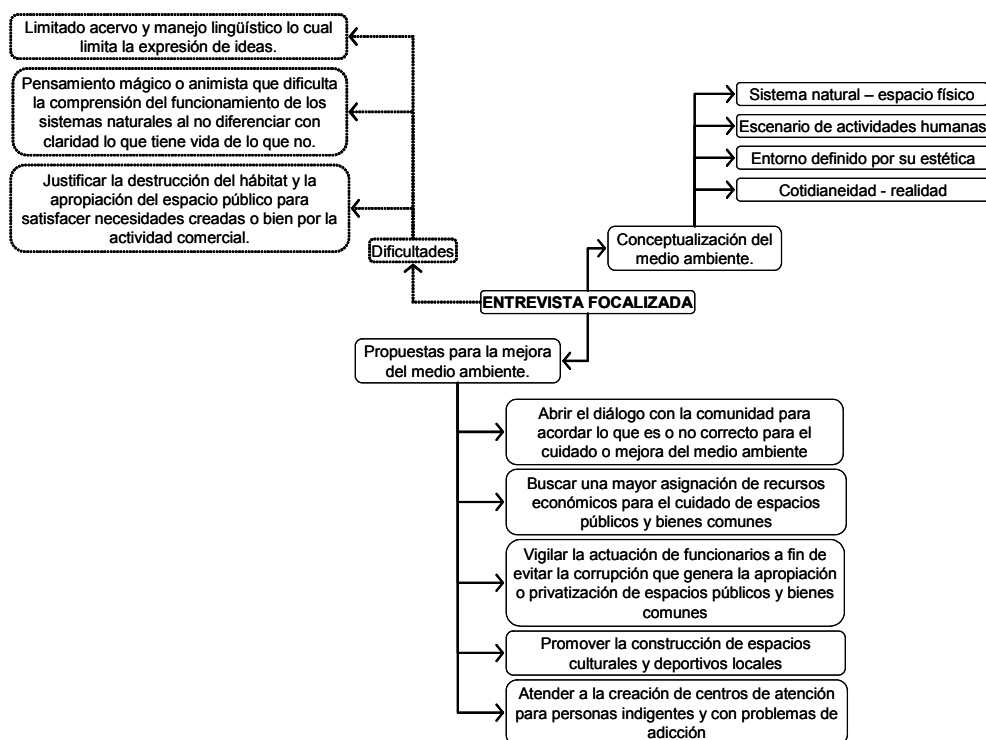 Limitado acervo y manejo lingüístico lo cual
limita la expresión de ideas.
Pensamiento mágico o animista que dificulta
la comprensión del funcionamiento de los
sistemas naturales al no diferenciar con
claridad lo que tiene vida de lo que no.
Justificar la destrucción del hábitat y la
apropiación del espacio público para
satisfacer necesidades creadas o bien por la
actividad comercial.
Dificultades
Sistema natural – espacio físico
Escenario de actividades humanas
Entorno definido por su estética
Cotidianeidad - realidad
Conceptualización del
medio ambiente.
ENTREVISTA FOCALIZADA
Propuestas para la mejora
del medio ambiente.
Abrir el diálogo con la comunidad para
acordar lo que es o no correcto para el
cuidado o mejora del medio ambiente
Buscar una mayor asignación de recursos
económicos para el cuidado de espacios
públicos y bienes comunes
Vigilar la actuación de funcionarios a fin de
evitar la corrupción que genera la apropiación
o privatización de espacios públicos y bienes
comunes
Promover la construcción de espacios
culturales y deportivos locales
Atender a la creación de centros de atención
para personas indigentes y con problemas de
adicción